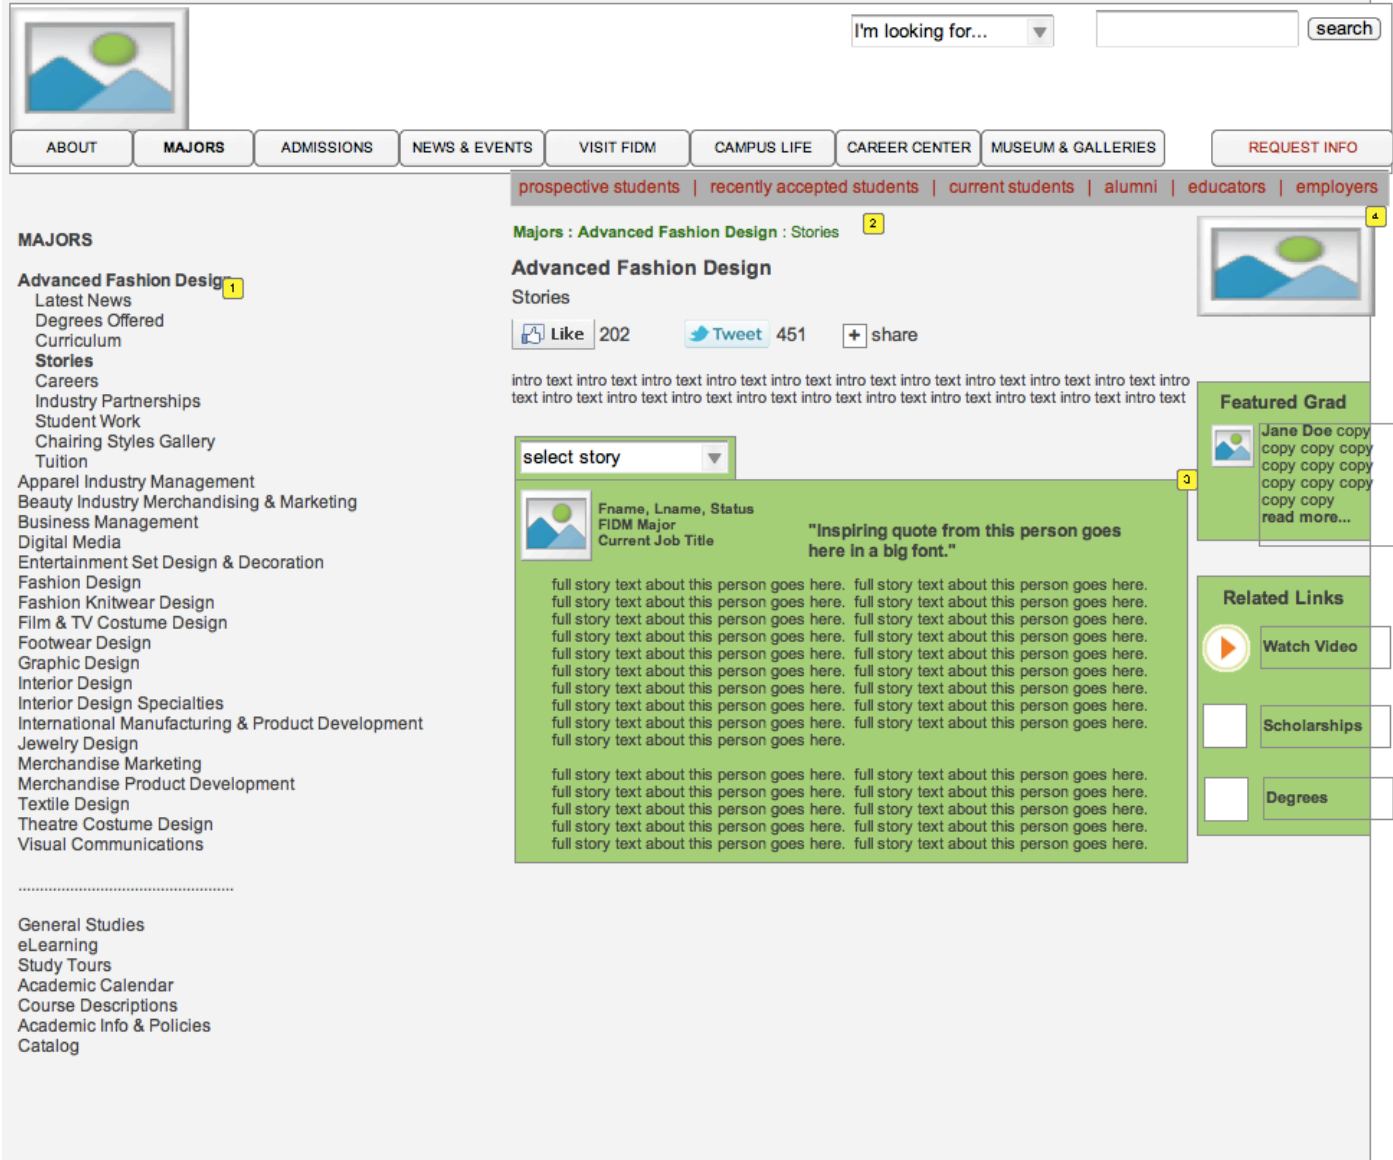 I'm looking for...
search
ABOUT
MAJORS
ADMISSIONS
NEWS & EVENTS
VISIT FIDM
CAMPUS LIFE
CAREER CENTER
MUSEUM & GALLERIES
REQUEST INFO
prospective students | recently accepted students | current students | alumni | educators | employers
MAJORS
Advanced Fashion Design
1
Latest News
Degrees Offered
Curriculum
Stories
Careers
Industry Partnerships
Student Work
Chairing Styles Gallery
Tuition
Apparel Industry Management
Beauty Industry Merchandising & Marketing
Business Management
Digital Media
Entertainment Set Design & Decoration
Fashion Design
Fashion Knitwear Design
Film & TV Costume Design
Footwear Design
Graphic Design
Interior Design
Interior Design Specialties
International Manufacturing & Product Development
Jewelry Design
Merchandise Marketing
Merchandise Product Development
Textile Design
Theatre Costume Design
Visual Communications
General Studies
eLearning
Study Tours
Academic Calendar
Course Descriptions
Academic Info & Policies
Catalog
Majors : Advanced Fashion Design : Stories
2
Advanced Fashion Design
Stories
Like 202
Tweet 451
+ share
intro text intro text intro text intro text intro text intro text intro text intro text intro text intro text intro
text intro text intro text intro text intro text intro text intro text intro text intro text intro text intro text
select story
3
Fname, Lname, Status
FIDM Major
Current Job Title
"Inspiring quote from this person goes
here in a big font."
full story text about this person goes here. full story text about this person goes here.
full story text about this person goes here. full story text about this person goes here.
full story text about this person goes here. full story text about this person goes here.
full story text about this person goes here. full story text about this person goes here.
full story text about this person goes here. full story text about this person goes here.
full story text about this person goes here. full story text about this person goes here.
full story text about this person goes here. full story text about this person goes here.
full story text about this person goes here. full story text about this person goes here.
full story text about this person goes here. full story text about this person goes here.
full story text about this person goes here.
full story text about this person goes here. full story text about this person goes here.
full story text about this person goes here. full story text about this person goes here.
full story text about this person goes here. full story text about this person goes here.
full story text about this person goes here. full story text about this person goes here.
full story text about this person goes here. full story text about this person goes here.
4
Featured Grad
Jane Doe copy
copy copy copy
copy copy copy
copy copy copy
copy copy
read more...
Related Links
Watch Video
Scholarships
Degrees